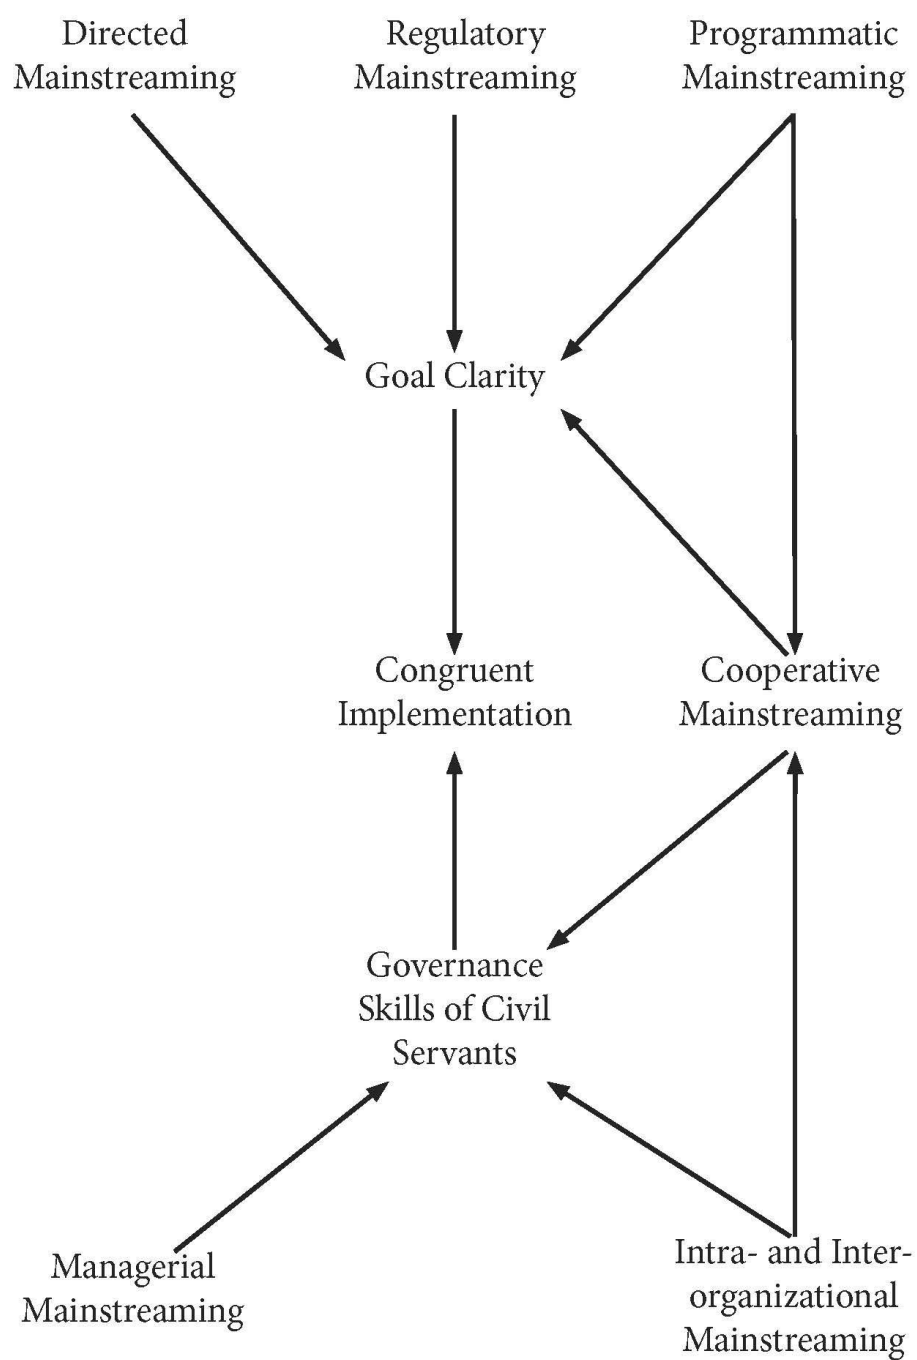 Directed
Mainstreaming
Regulatory
Mainstreaming
Programmatic
Mainstreaming
Goal Clarity
Congruent
Implementation
Cooperative
Mainstreaming
Governance
Skills of Civil
Servants
Managerial
Mainstreaming
Intra- and Inter-
organizational
Mainstreaming